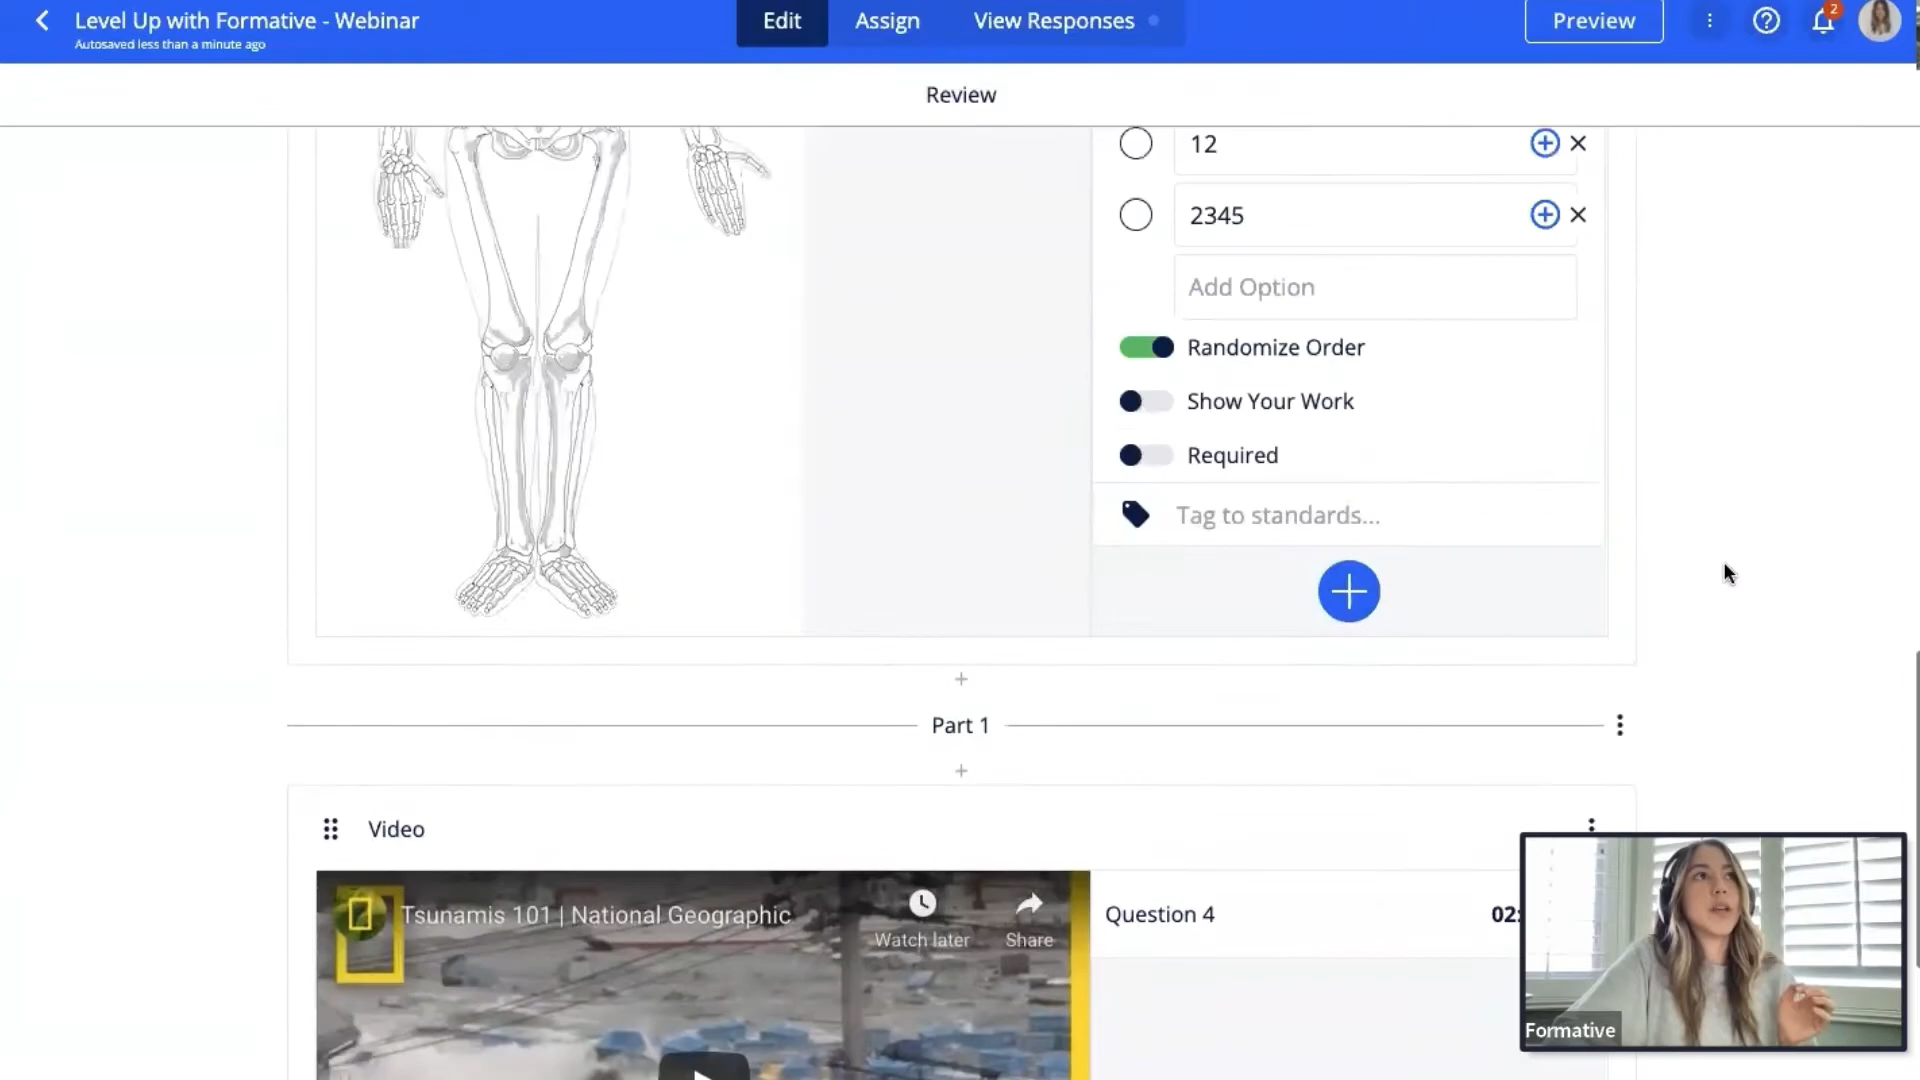 Level Up with Formative - Webinar
Autosaved less than a minute ago
Edit
Assign
View Responses
Preview
2
Review
12
2345
Add Option
Randomize Order
Show Your Work
Required
Tag to standards...
Part 1
Video
Tsunamis 101 | National Geographic
Watch later
Share
Question 4
02:
Formative